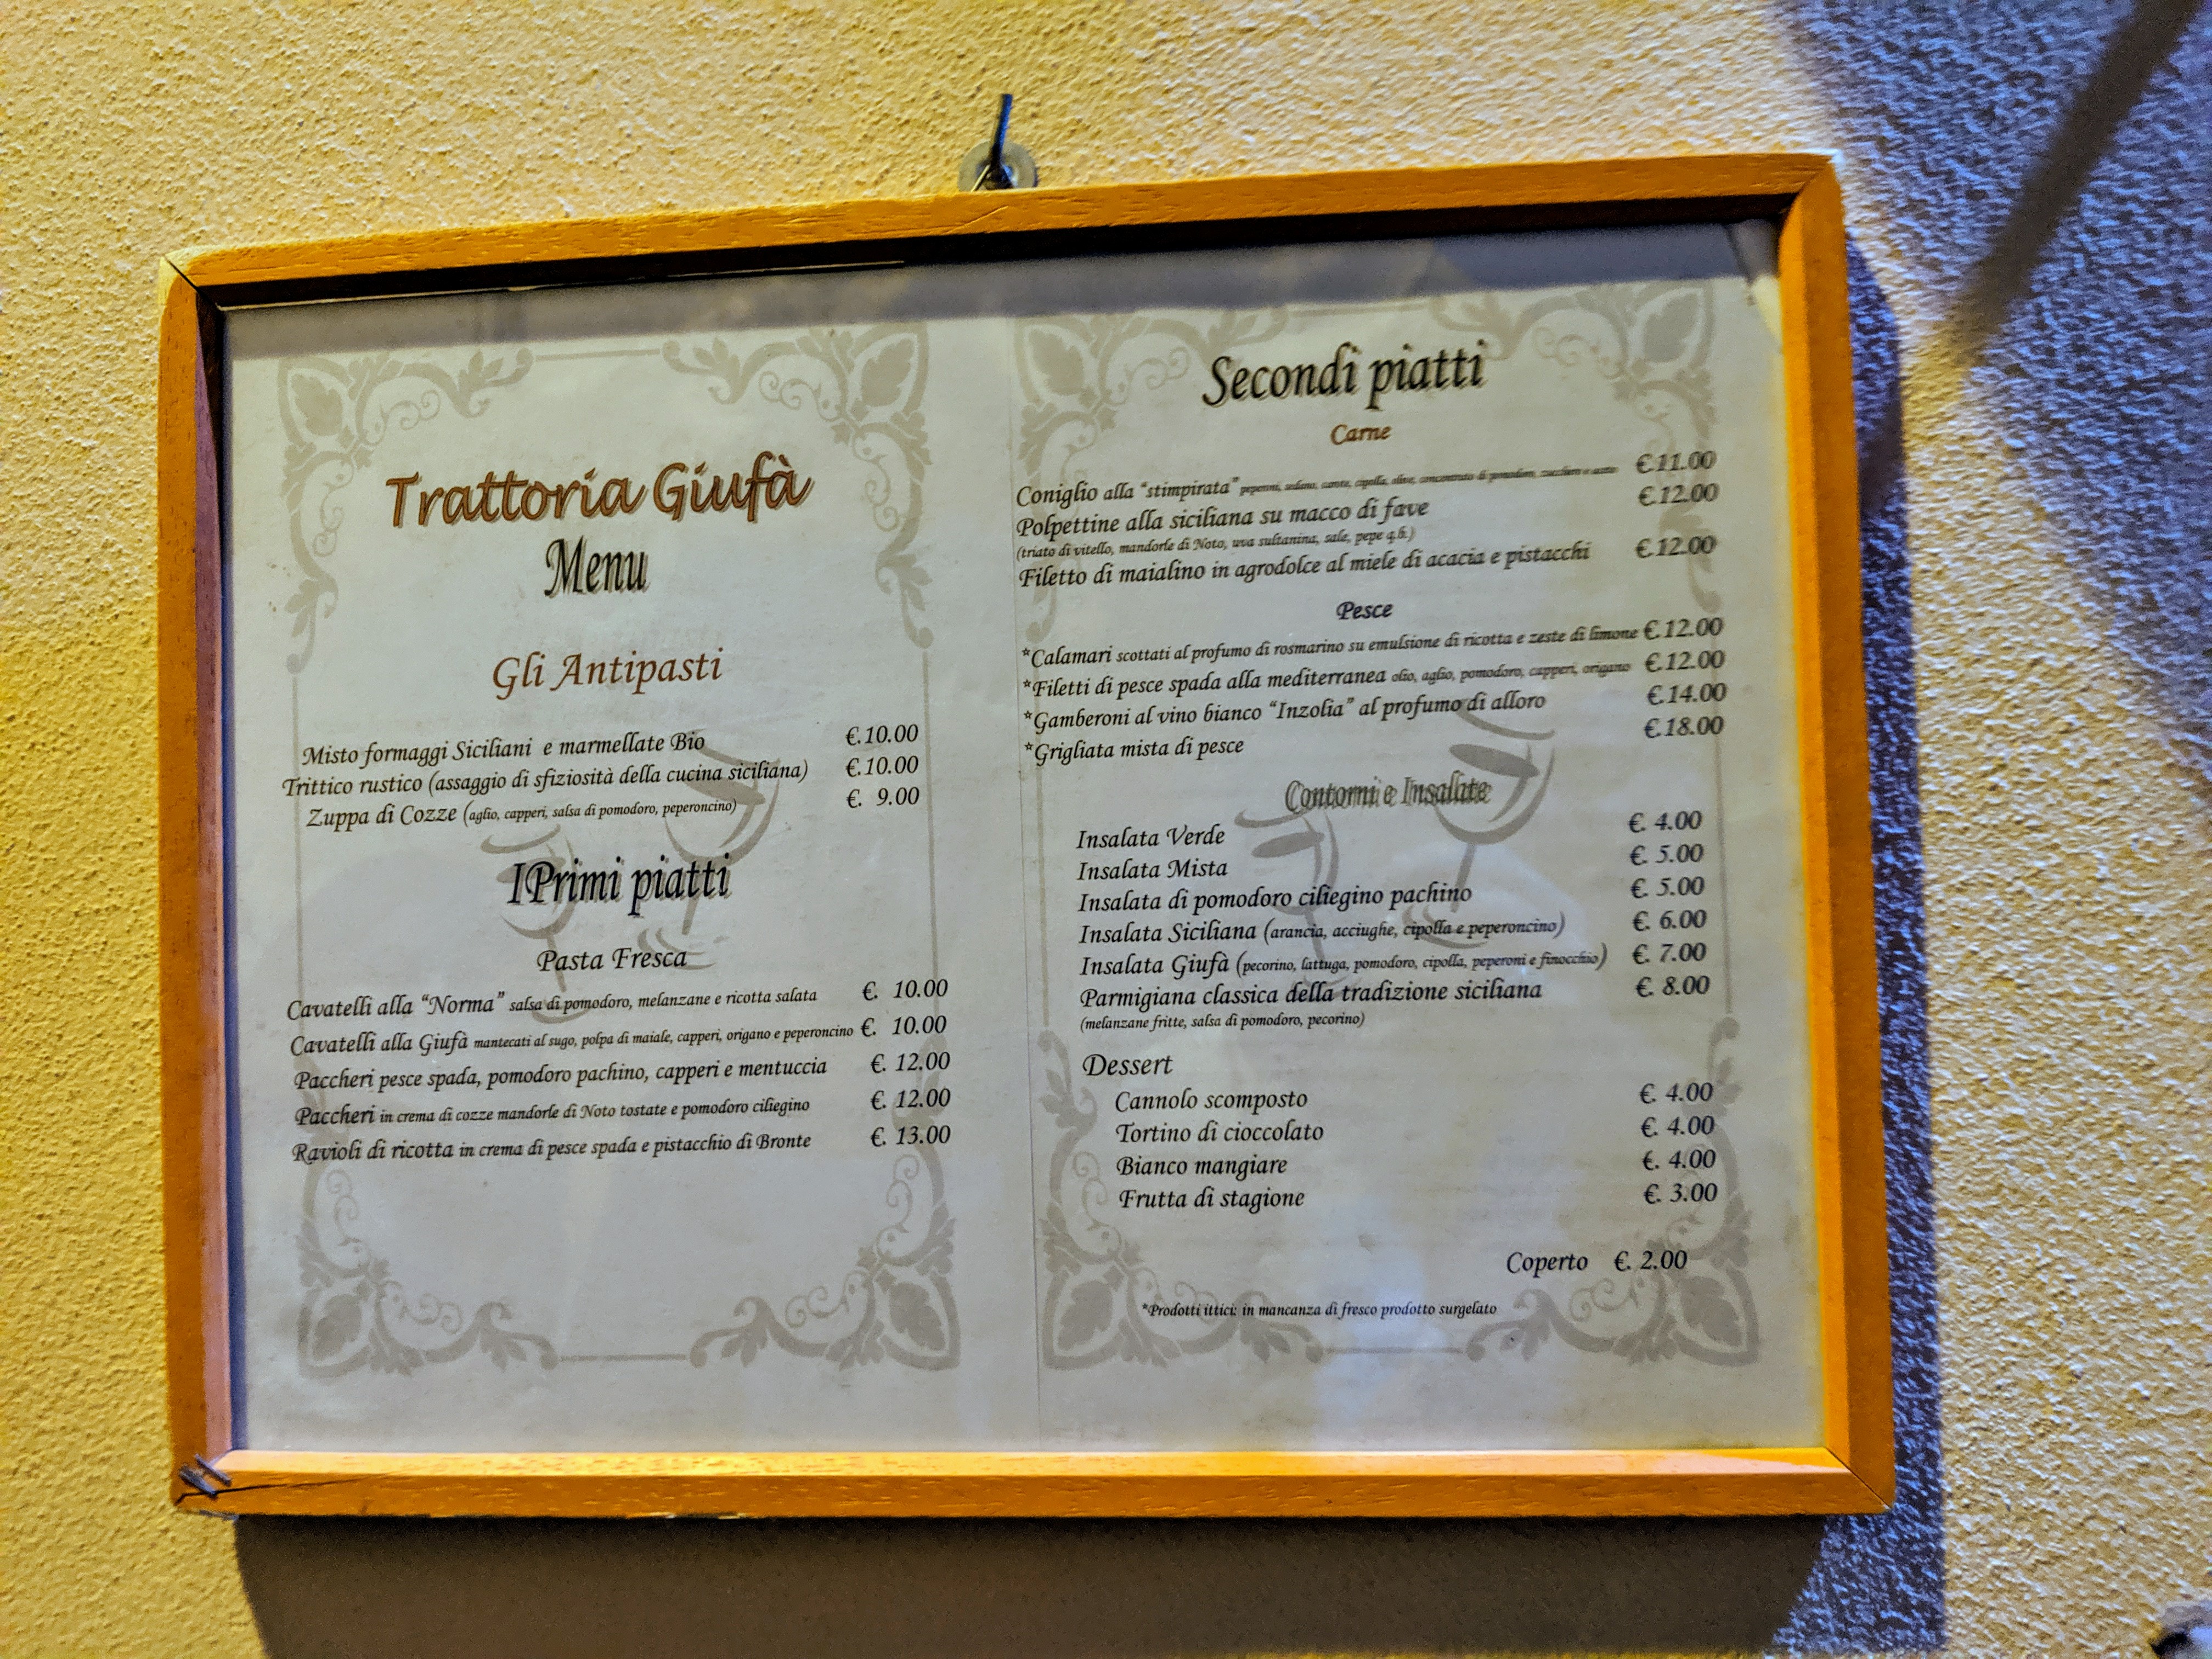 Trattoria Giufà
Menu
Gli Antipasti
Misto formaggi Siciliani e marmellate Bio €.10.00
Trittico rustico (assaggio di sfiziosità della cucina siciliana) €.10.00
Zuppa di Cozze (aglio, capperi, salsa di pomodoro, peperoncino) €. 9.00
I Primi piatti
Pasta Fresca
Cavatelli alla “Norma” salsa di pomodoro, melanzane e ricotta salata €. 10.00
Cavatelli alla Giufà mantecati al sugo, polpa di maiale, capperi, origano e peperoncino €. 10.00
Paccheri pesce spada, pomodoro pachino, capperi e mentuccia €. 12.00
Paccheri in crema di cozze mandorle di Noto tostate e pomodoro ciliegino €. 12.00
Ravioli di ricotta in crema di pesce spada e pistacchio di Bronte €. 13.00
Secondi piatti
Carne
Coniglio alla “stimpirata” peperoni, sedano, carote, cipolla, olive, concentrato di pomodoro, zucchero e aceto €.11.00
Polpettine alla siciliana su macco di fave €.12.00
(triato di vitello, mandorle di Noto, uva sultanina, sale, pepe q.b.)
Filetto di maialino in agrodolce al miele di acacia e pistacchi €.12.00
Pesce
*Calamari scottati al profumo di rosmarino su emulsione di ricotta e zeste di limone €.12.00
*Filetti di pesce spada alla mediterranea olio, aglio, pomodoro, capperi, origano €.12.00
*Gamberoni al vino bianco “Inzolia” al profumo di alloro €.14.00
*Grigliata mista di pesce €.18.00
Contorni e Insalate
Insalata Verde €. 4.00
Insalata Mista €. 5.00
Insalata di pomodoro ciliegino pachino €. 5.00
Insalata Siciliana (arancia, acciughe, cipolla e peperoncino) €. 6.00
Insalata Giufà (pecorino, lattuga, pomodoro, cipolla, peperoni e finocchio) €. 7.00
Parmigiana classica della tradizione siciliana €. 8.00
(melanzane fritte, salsa di pomodoro, pecorino)
Dessert
Cannolo scomposto €. 4.00
Tortino di cioccolato €. 4.00
Bianco mangiare €. 4.00
Frutta di stagione €. 3.00
Coperto €. 2.00
*Prodotti ittici: in mancanza di fresco prodotto surgelato